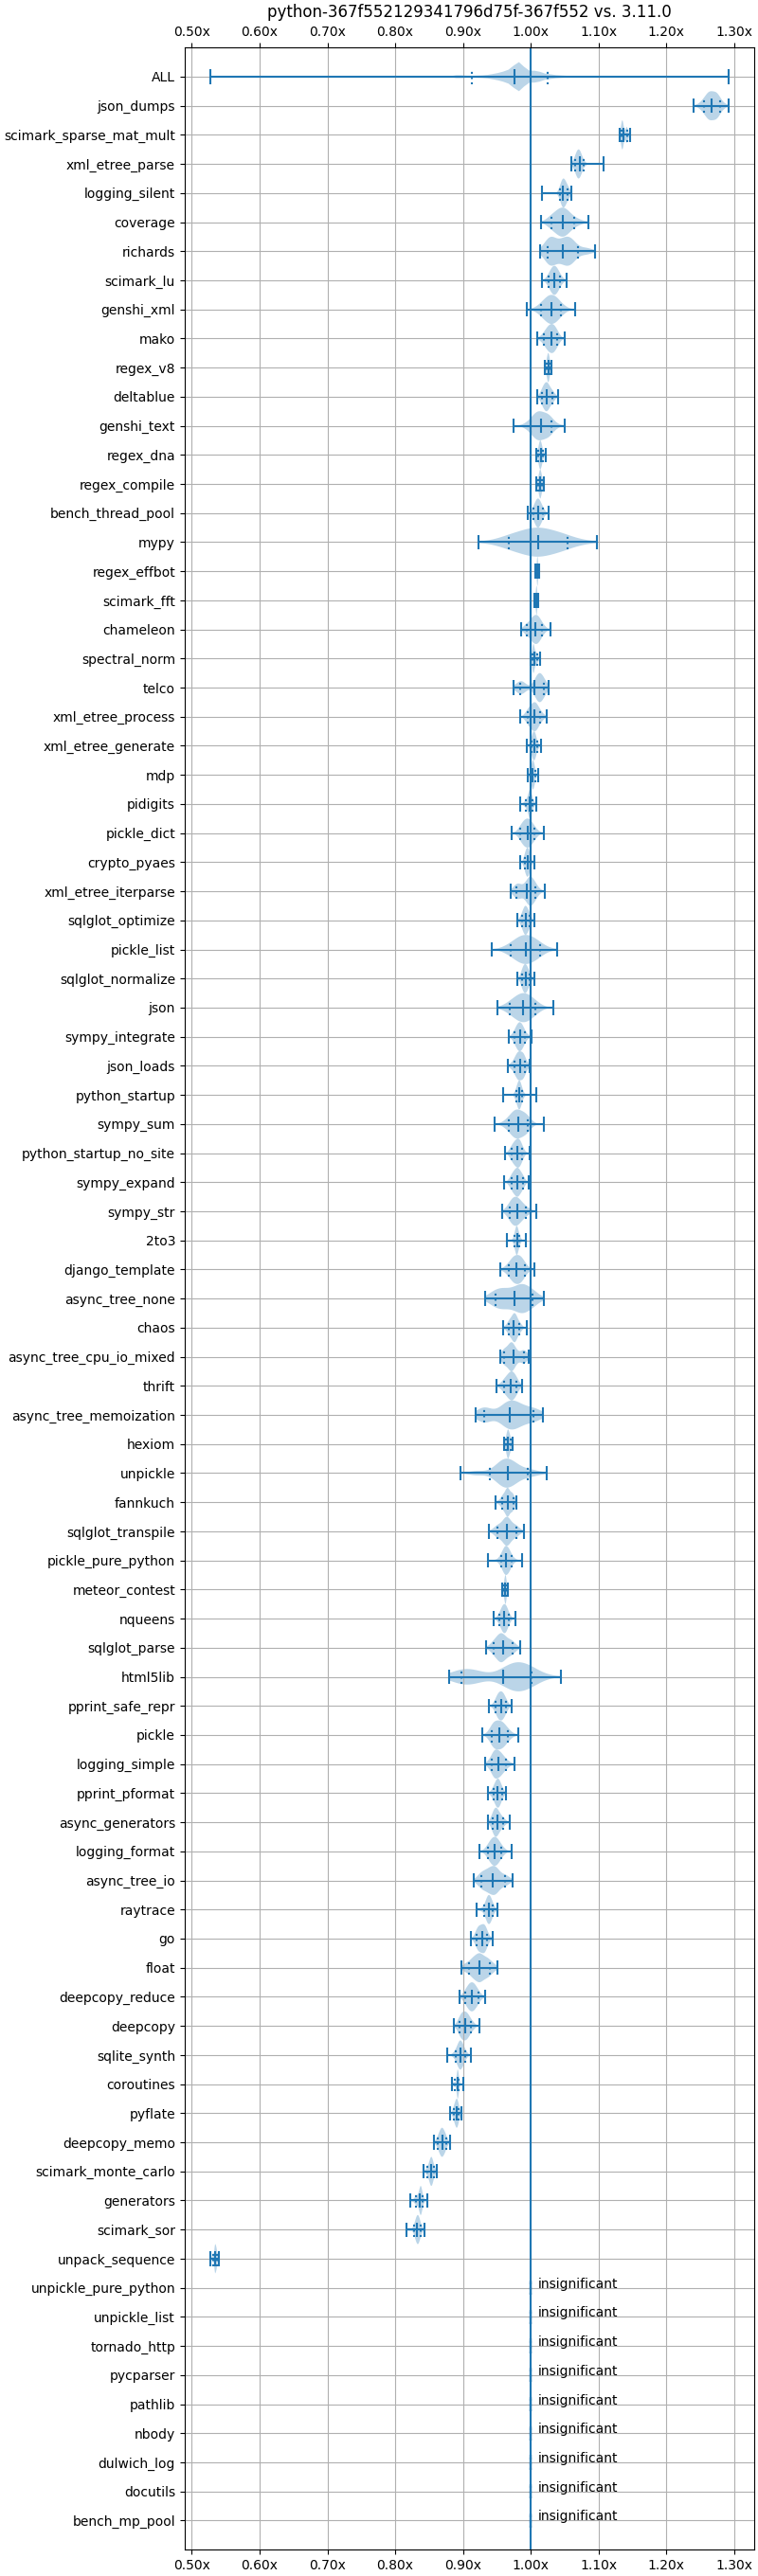 python-367f552129341796d75f-367f552 vs. 3.11.0
0.50x 0.60x 0.70x 0.80x 0.90x 1.00x 1.10x 1.20x 1.30x
ALL
json_dumps
scimark_sparse_mat_mult
xml_etree_parse
logging_silent
coverage
richards
scimark_lu
genshi_xml
mako
regex_v8
deltablue
genshi_text
regex_dna
regex_compile
bench_thread_pool
mypy
regex_effbot
scimark_fft
chameleon
spectral_norm
telco
xml_etree_process
xml_etree_generate
mdp
pidigits
pickle_dict
crypto_pyaes
xml_etree_iterparse
sqlglot_optimize
pickle_list
sqlglot_normalize
json
sympy_integrate
json_loads
python_startup
sympy_sum
python_startup_no_site
sympy_expand
sympy_str
2to3
django_template
async_tree_none
chaos
async_tree_cpu_io_mixed
thrift
async_tree_memoization
hexiom
unpickle
fannkuch
sqlglot_transpile
pickle_pure_python
meteor_contest
nqueens
sqlglot_parse
html5lib
pprint_safe_repr
pickle
logging_simple
pprint_pformat
async_generators
logging_format
async_tree_io
raytrace
go
float
deepcopy_reduce
deepcopy
sqlite_synth
coroutines
pyflate
deepcopy_memo
scimark_monte_carlo
generators
scimark_sor
unpack_sequence
unpickle_pure_python insignificant
unpickle_list insignificant
tornado_http insignificant
pycparser insignificant
pathlib insignificant
nbody insignificant
dulwich_log insignificant
docutils insignificant
bench_mp_pool insignificant
0.50x 0.60x 0.70x 0.80x 0.90x 1.00x 1.10x 1.20x 1.30x